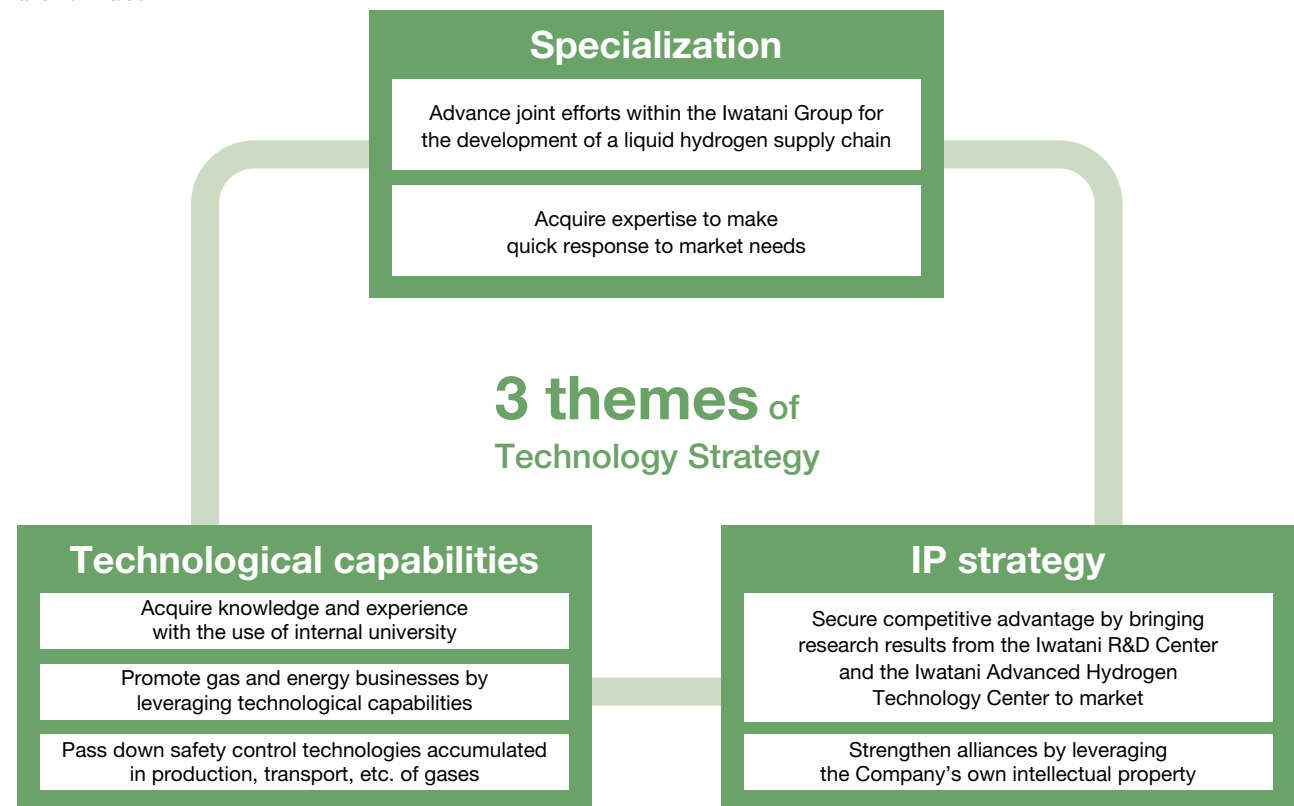 Specialization
Advance joint efforts within the Iwatani Group for
the development of a liquid hydrogen supply chain
Acquire expertise to make
quick response to market needs
3 themes of
Technology Strategy
Technological capabilities
Acquire knowledge and experience
with the use of internal university
Promote gas and energy businesses by
leveraging technological capabilities
Pass down safety control technologies accumulated
in production, transport, etc. of gases
IP strategy
Secure competitive advantage by bringing
research results from the Iwatani R&D Center
and the Iwatani Advanced Hydrogen
Technology Center to market
Strengthen alliances by leveraging
the Company’s own intellectual property